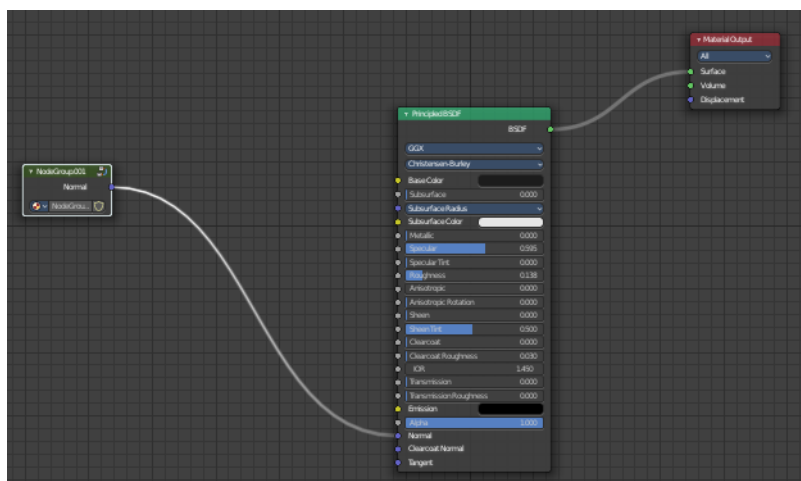 Material Output
All
Surface
Volume
Displacement
Principled BSDF
BSDF
GGX
Christensen-Burley
Base Color
Subsurface 0.000
Subsurface Radius
Subsurface Color
Metallic 0.000
Specular 0.595
Specular Tint 0.000
Roughness 0.138
Anisotropic 0.000
Anisotropic Rotation 0.000
Sheen 0.000
Sheen Tint 0.500
Clearcoat 0.000
Clearcoat Roughness 0.030
IOR 1.450
Transmission 0.000
Transmission Roughness 0.000
Emission
Alpha 1.000
Normal
Clearcoat Normal
Tangent
NodeGroup.001
Normal
NodeGrou...